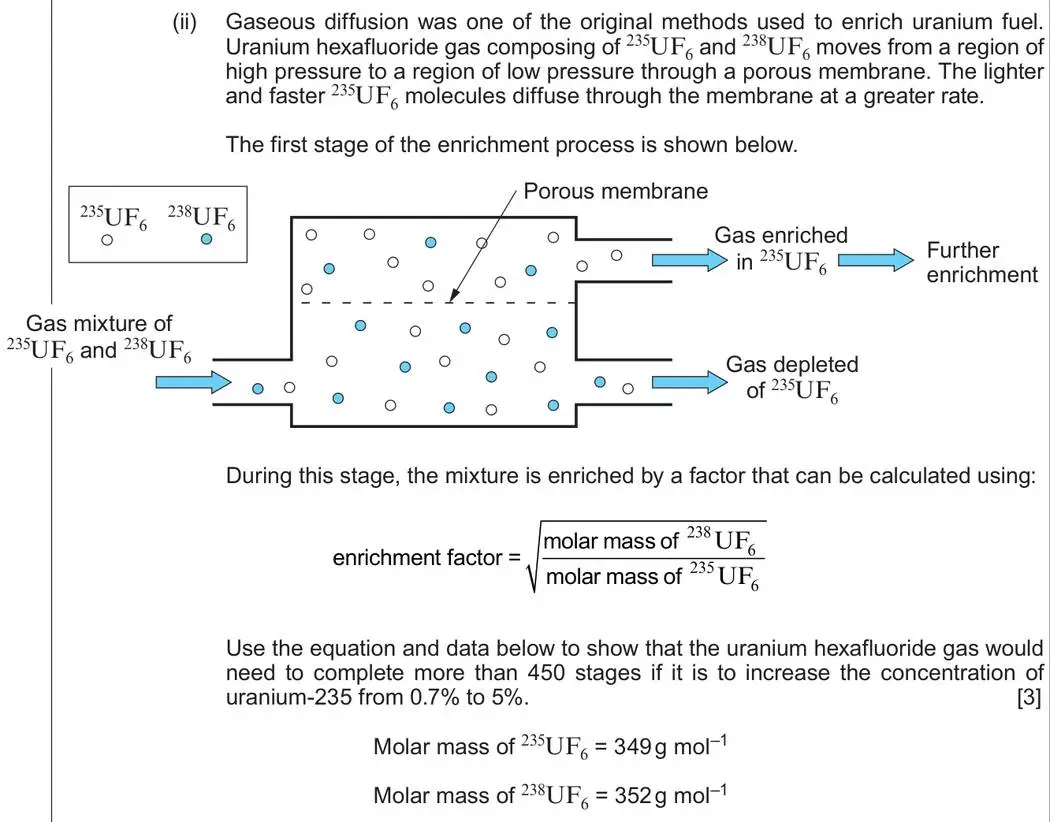 (ii) Gaseous diffusion was one of the original methods used to enrich uranium fuel.
Uranium hexafluoride gas composing of ²³⁵UF₆ and ²³⁸UF₆ moves from a region of
high pressure to a region of low pressure through a porous membrane. The lighter
and faster ²³⁵UF₆ molecules diffuse through the membrane at a greater rate.
The first stage of the enrichment process is shown below.
Porous membrane
²³⁵UF₆ ²³⁸UF₆
Gas enriched
in ²³⁵UF₆
Further
enrichment
Gas mixture of
²³⁵UF₆ and ²³⁸UF₆
Gas depleted
of ²³⁵UF₆
During this stage, the mixture is enriched by a factor that can be calculated using:
enrichment factor = √
molar mass of ²³⁸UF₆
molar mass of ²³⁵UF₆
Use the equation and data below to show that the uranium hexafluoride gas would
need to complete more than 450 stages if it is to increase the concentration of
uranium-235 from 0.7% to 5%. [3]
Molar mass of ²³⁵UF₆ = 349 g mol⁻¹
Molar mass of ²³⁸UF₆ = 352 g mol⁻¹